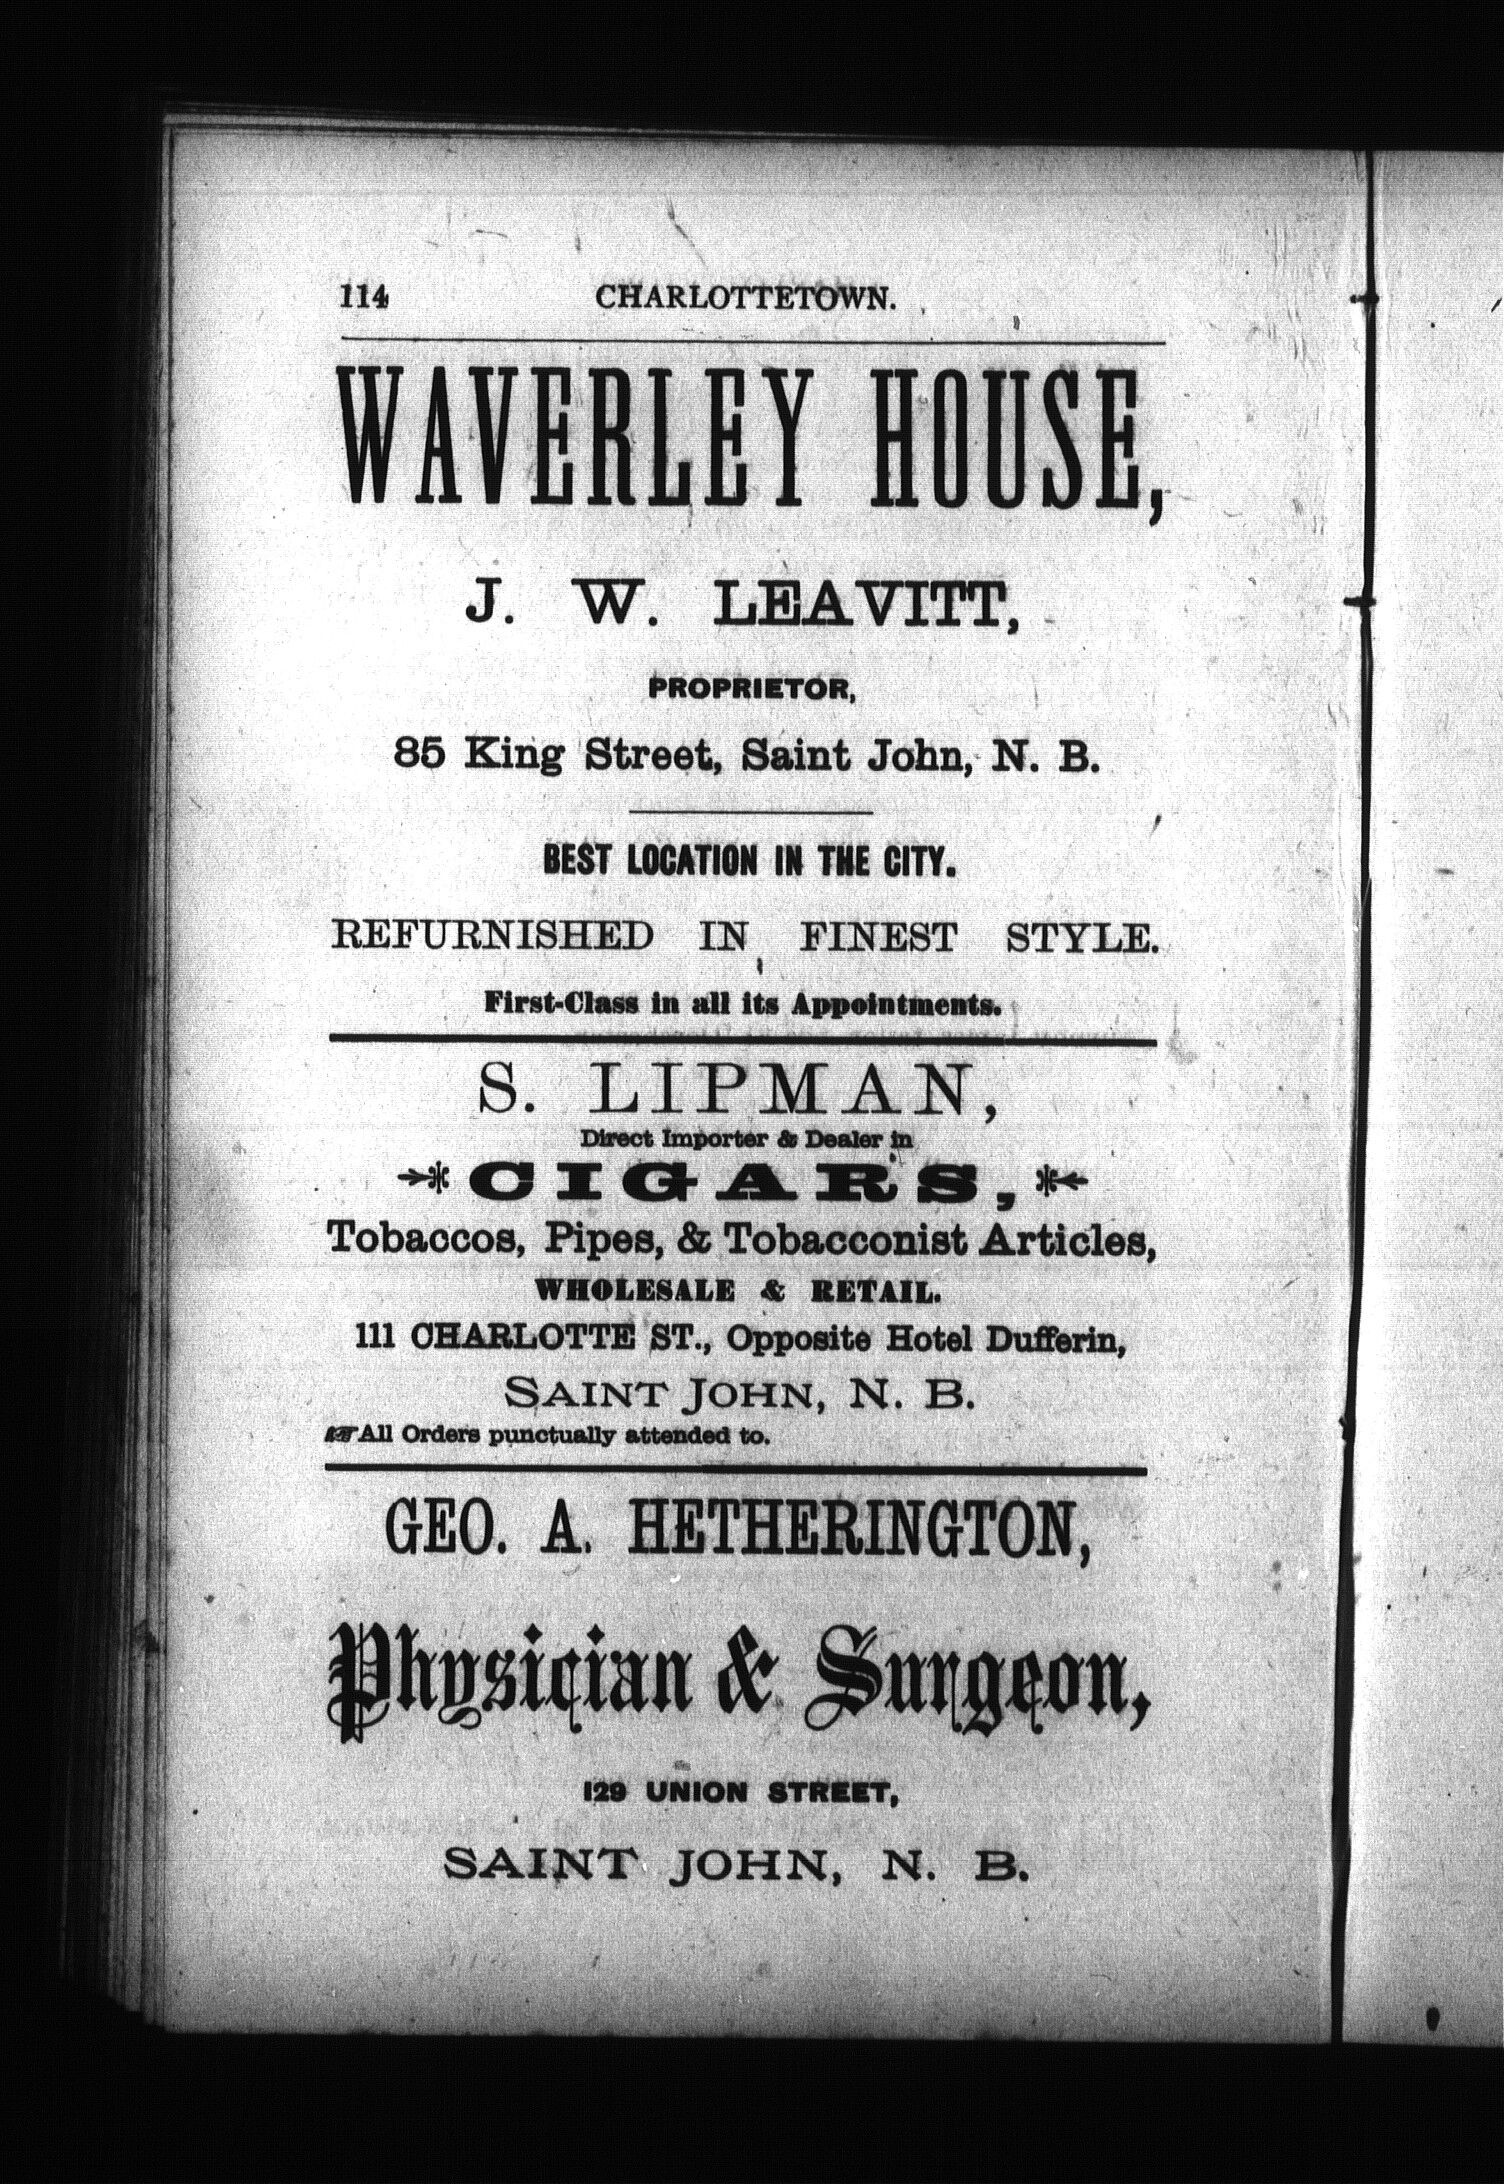 114 CHARLOTTETOWN.
WAVERLEY HOUSE,
J. W. LEAVITT,
PROPRIETOR,
85 King Street, Saint John, N. B.
BEST LOCATION IN THE CITY.
REFURNISHED IN FINEST STYLE.
First-Class in all its Appointments.
S. LIPMAN,
Direct Importer & Dealer in
CIGARS,
Tobaccos, Pipes, & Tobacconist Articles,
WHOLESALE & RETAIL.
111 CHARLOTTE ST., Opposite Hotel Dufferin,
SAINT JOHN, N. B.
☞All Orders punctually attended to.
GEO. A. HETHERINGTON,
Physician & Surgeon,
129 UNION STREET,
SAINT JOHN, N. B.